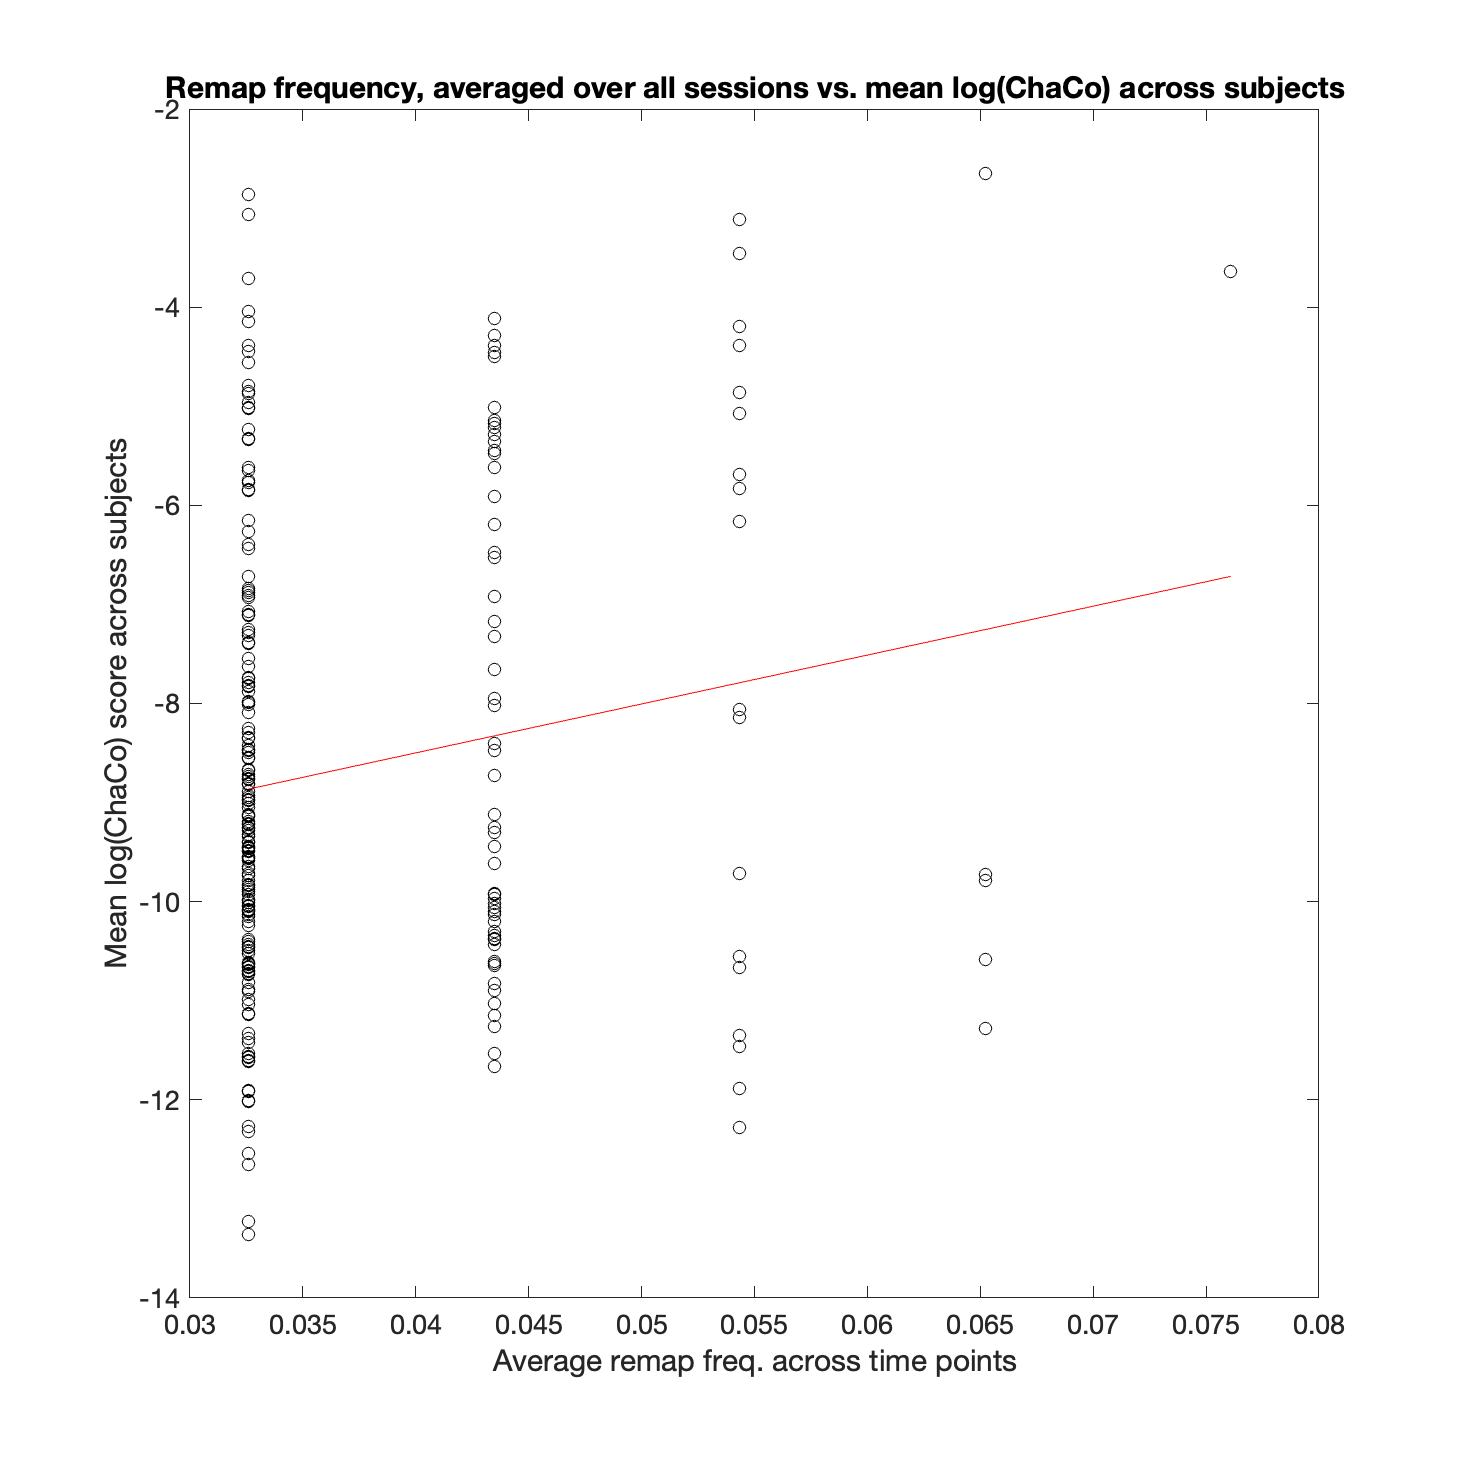 Remap frequency, averaged over all sessions vs. mean log(ChaCo) across subjects
-2
-4
-6
-8
-10
-12
-14
Mean log(ChaCo) score across subjects
0.03 0.035 0.04 0.045 0.05 0.055 0.06 0.065 0.07 0.075 0.08
Average remap freq. across time points